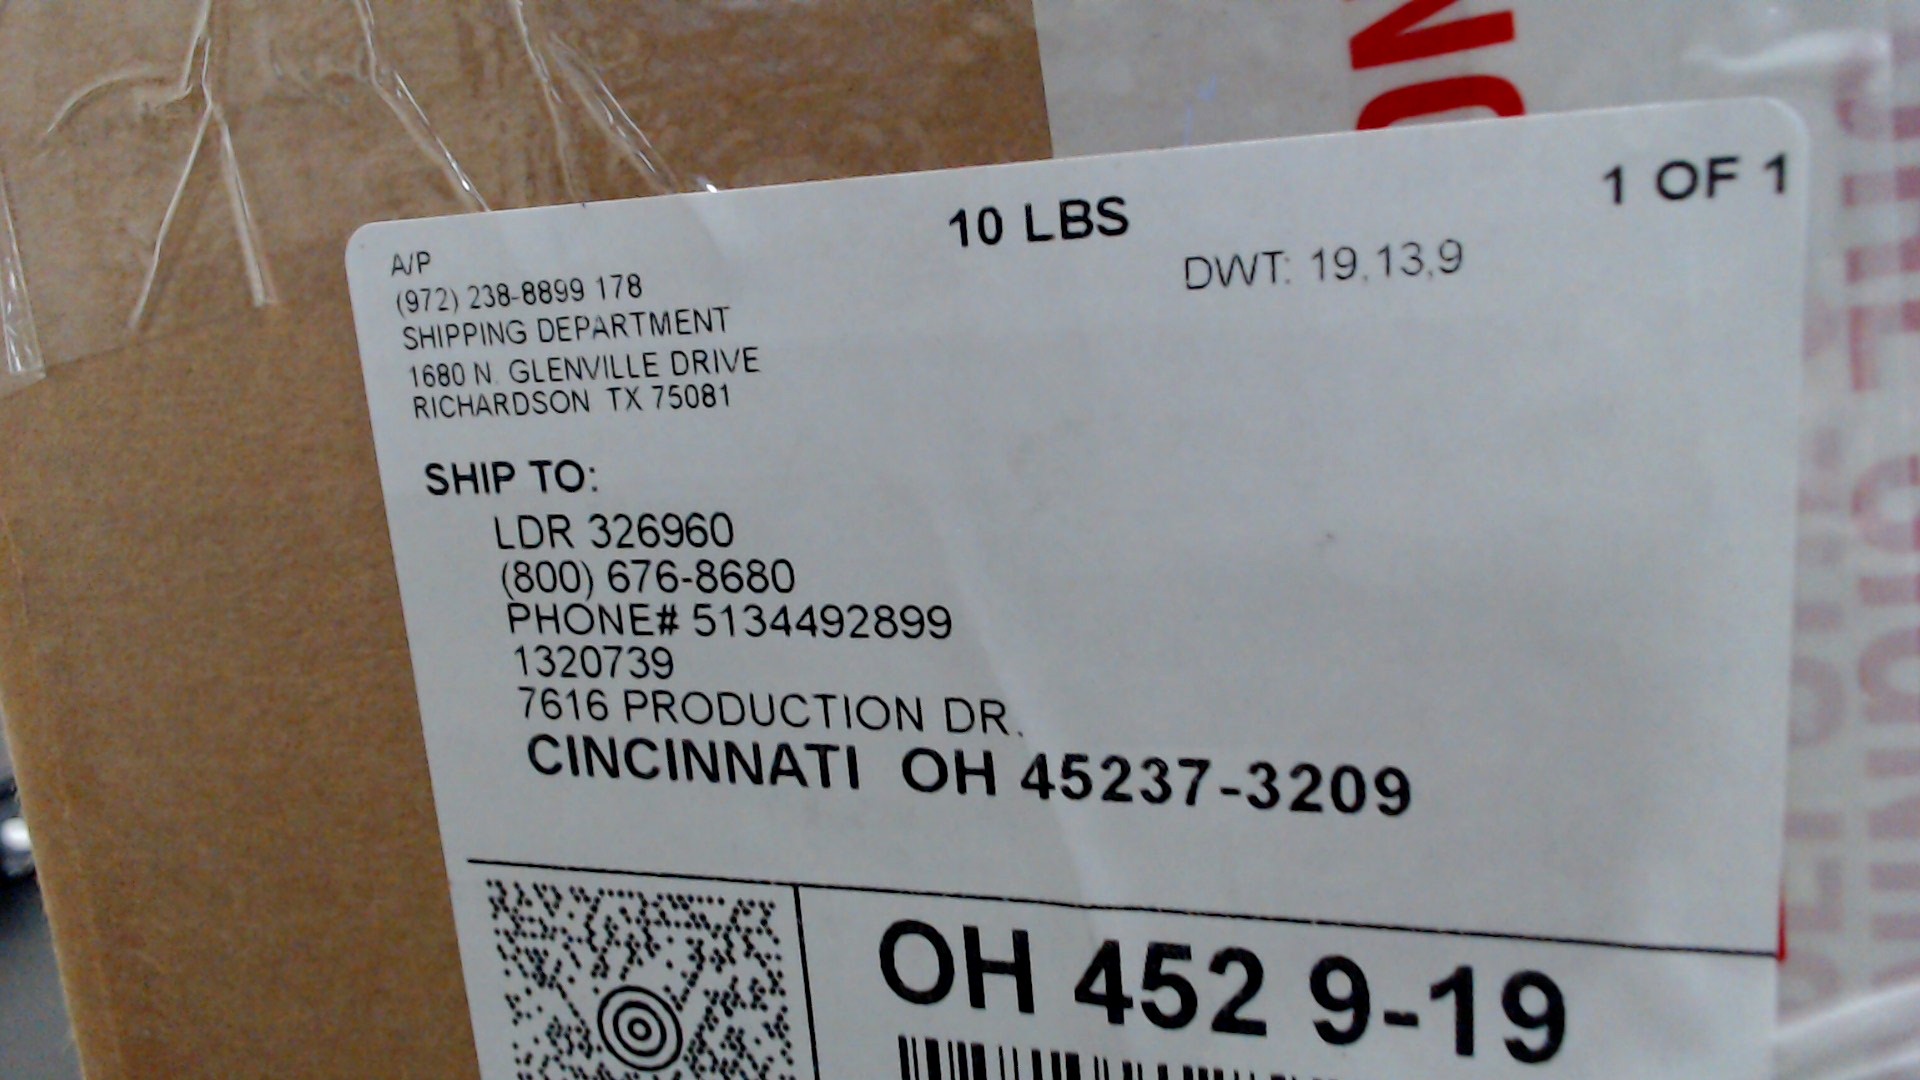 10 LBS
1 OF 1
DWT: 19,13,9
A/P
(972) 238-8899 178
SHIPPING DEPARTMENT
1680 N. GLENVILLE DRIVE
RICHARDSON TX 75081
SHIP TO:
LDR 326960
(800) 676-8680
PHONE# 5134492899
1320739
7616 PRODUCTION DR.
CINCINNATI OH 45237-3209
OH 452 9-19